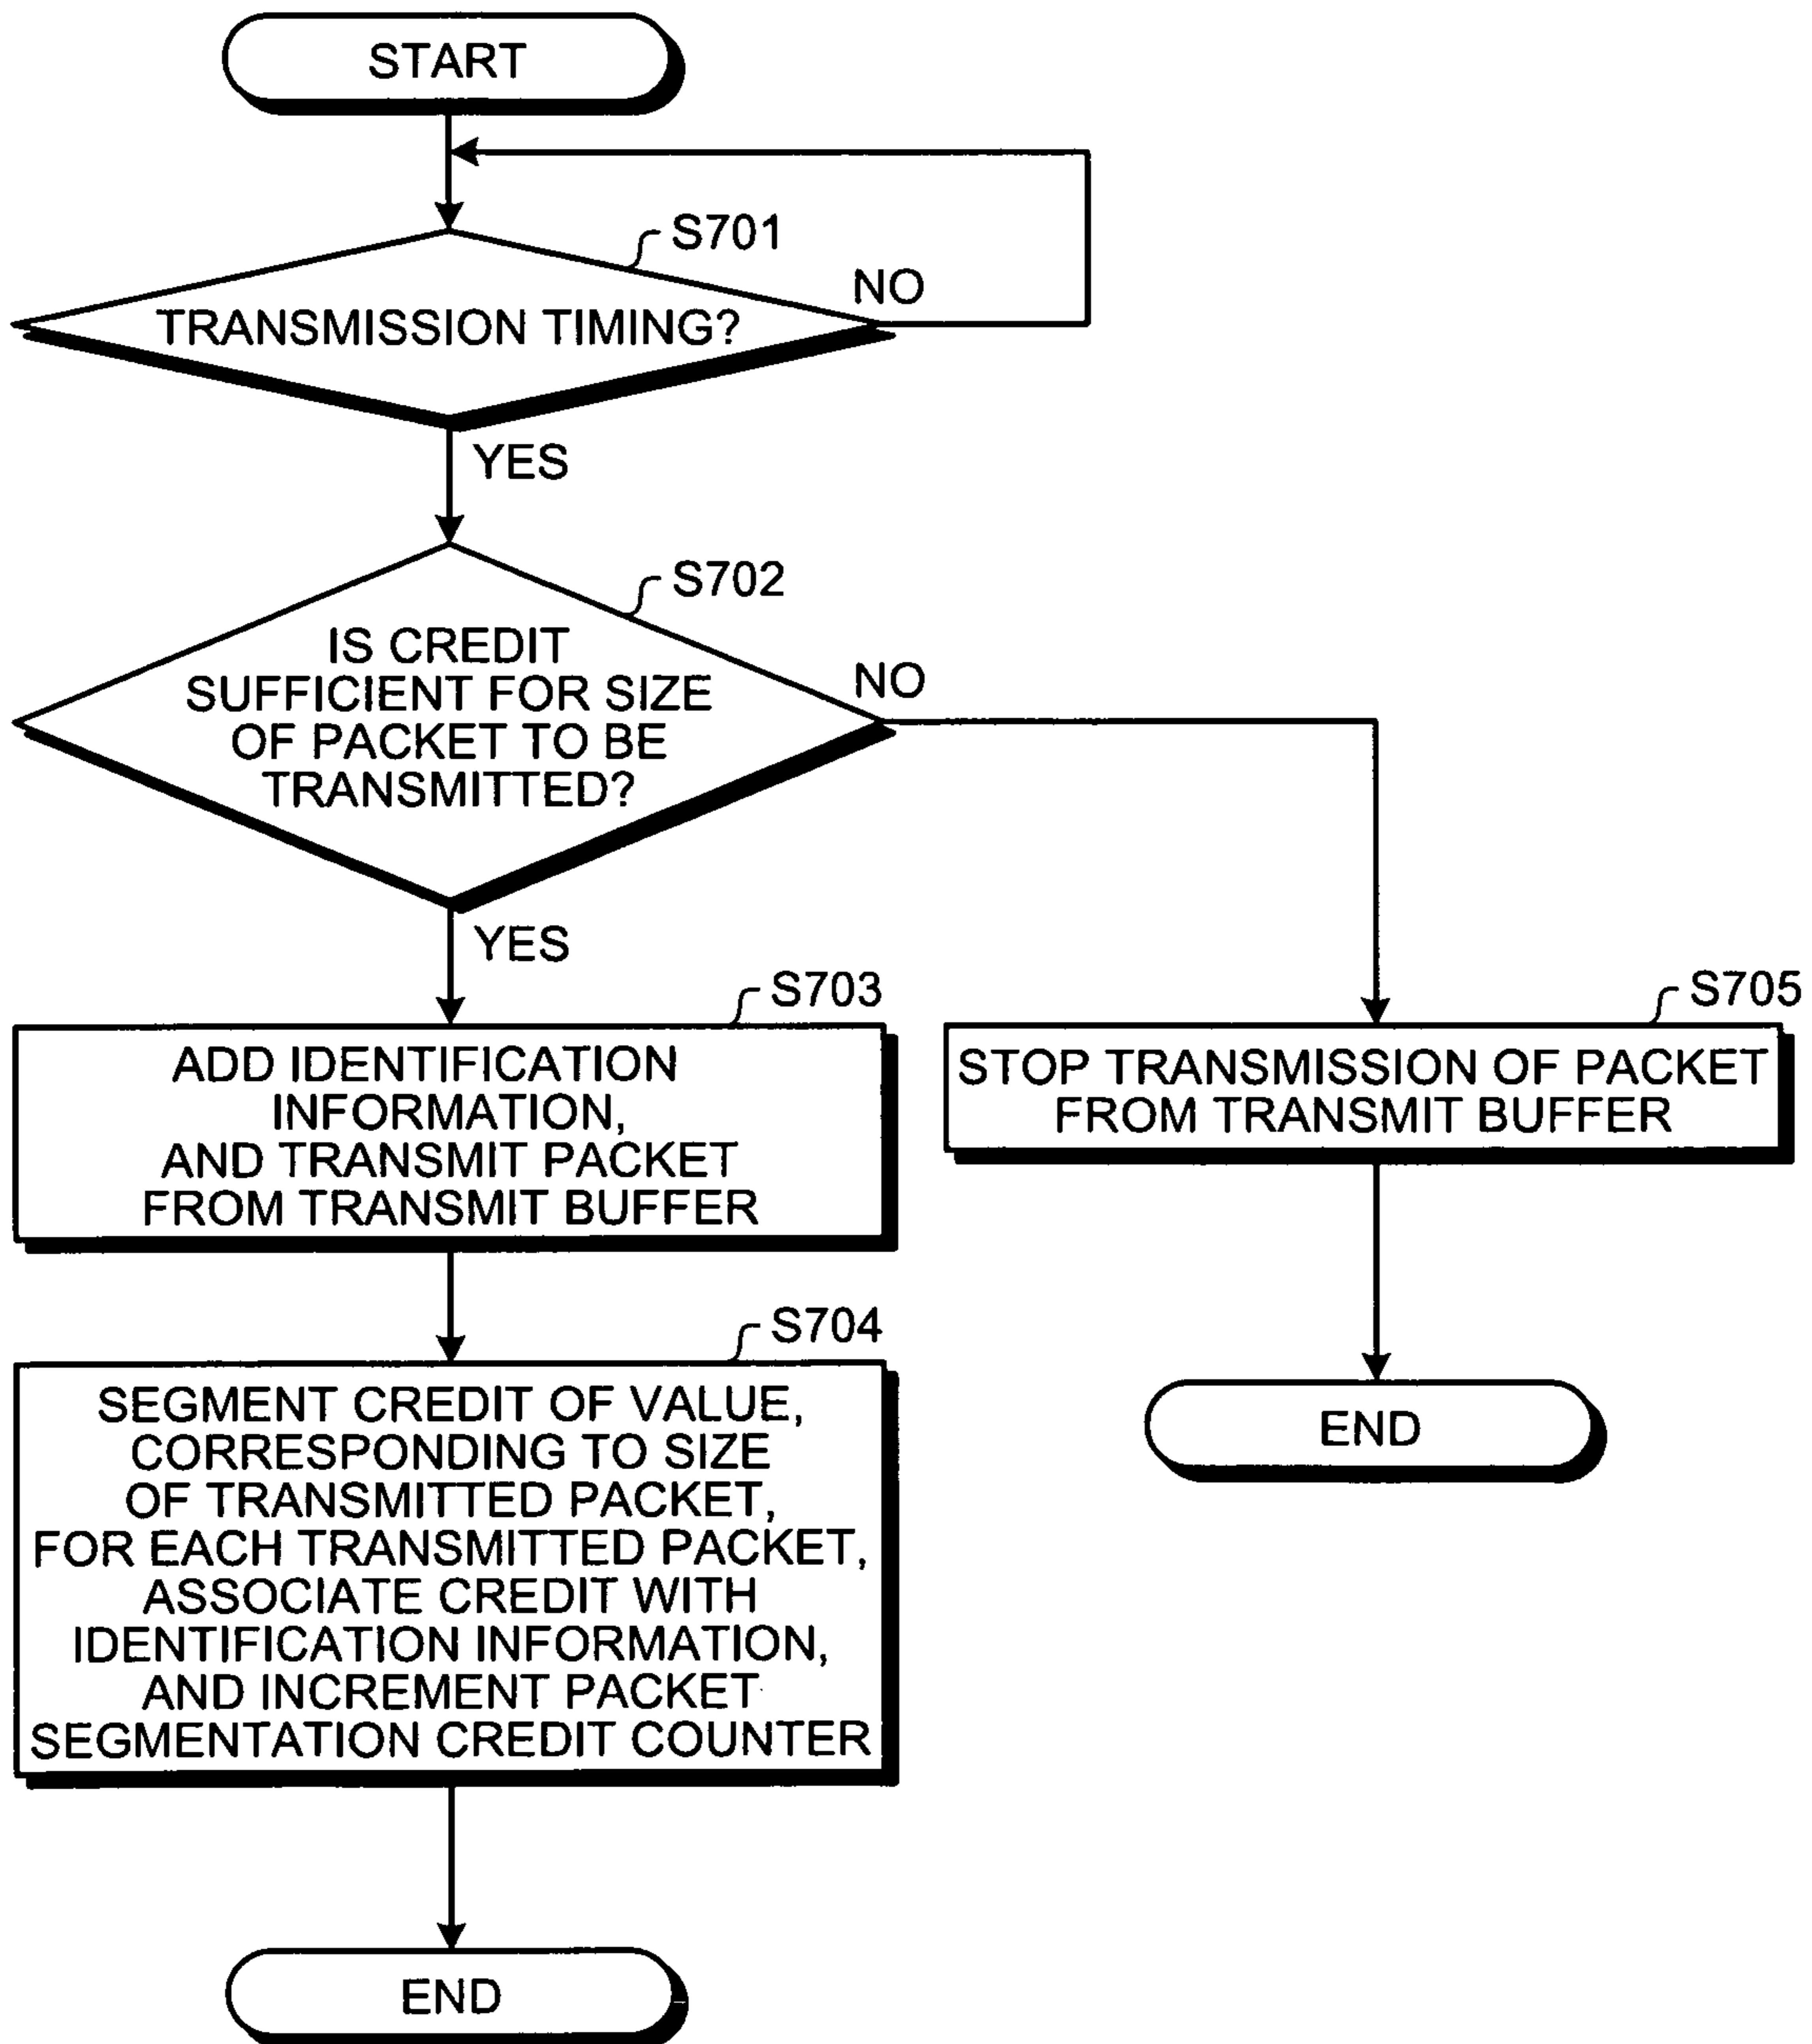 START
S701
TRANSMISSION TIMING?
NO
YES
S702
IS CREDIT
SUFFICIENT FOR SIZE
OF PACKET TO BE
TRANSMITTED?
NO
YES
S703
ADD IDENTIFICATION
INFORMATION,
AND TRANSMIT PACKET
FROM TRANSMIT BUFFER
S705
STOP TRANSMISSION OF PACKET
FROM TRANSMIT BUFFER
S704
SEGMENT CREDIT OF VALUE,
CORRESPONDING TO SIZE
OF TRANSMITTED PACKET,
FOR EACH TRANSMITTED PACKET,
ASSOCIATE CREDIT WITH
IDENTIFICATION INFORMATION,
AND INCREMENT PACKET
SEGMENTATION CREDIT COUNTER
END
END